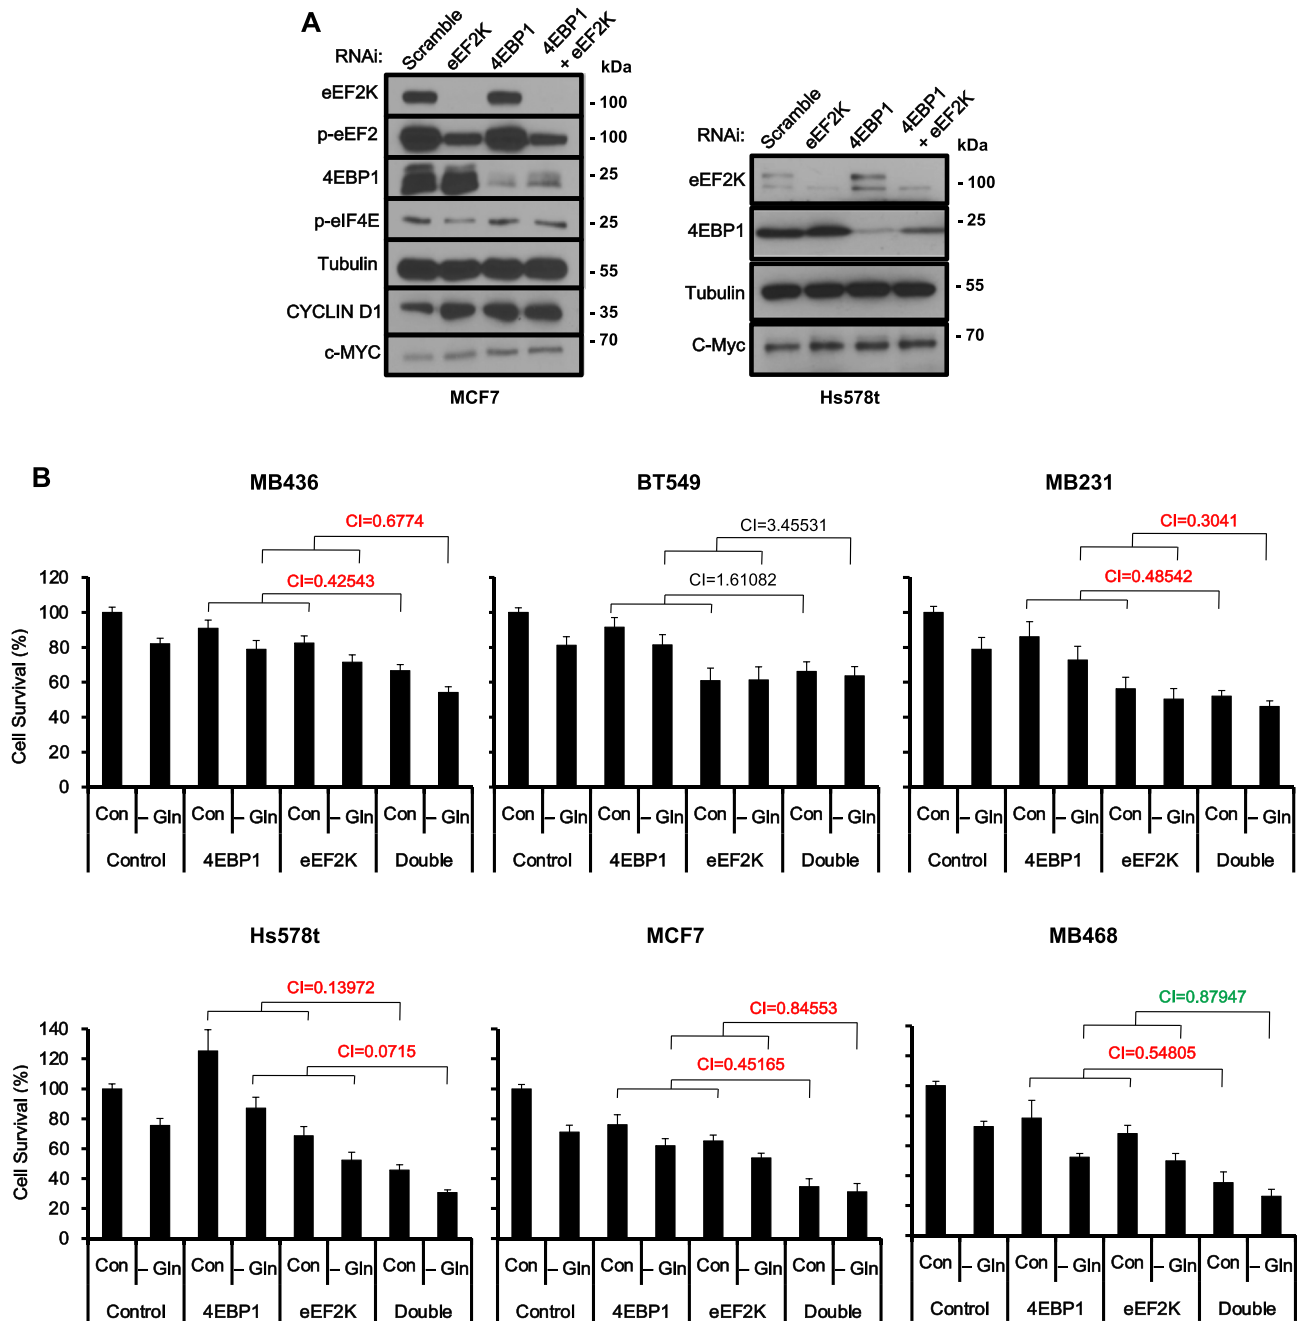 A
RNAi: Scramble eEF2K 4EBP1 4EBP1 + eEF2K
kDa
eEF2K - 100
p-eEF2 - 100
4EBP1 - 25
p-eIF4E - 25
Tubulin - 55
CYCLIN D1 - 35
- 70
c-MYC
MCF7
RNAi: Scramble eEF2K 4EBP1 4EBP1 + eEF2K
kDa
eEF2K - 100
- 25
4EBP1
Tubulin - 55
- 70
C-Myc
Hs578t
B
MB436
CI=0.6774
CI=0.42543
Cell Survival (%)
120
100
80
60
40
20
0
Con – Gln Con – Gln Con – Gln Con – Gln
Control 4EBP1 eEF2K Double
BT549
CI=3.45531
CI=1.61082
Con – Gln Con – Gln Con – Gln Con – Gln
Control 4EBP1 eEF2K Double
MB231
CI=0.3041
CI=0.48542
Con – Gln Con – Gln Con – Gln Con – Gln
Control 4EBP1 eEF2K Double
Hs578t
CI=0.13972
CI=0.0715
Cell Survival (%)
140
120
100
80
60
40
20
0
Con – Gln Con – Gln Con – Gln Con – Gln
Control 4EBP1 eEF2K Double
MCF7
CI=0.84553
CI=0.45165
Con – Gln Con – Gln Con – Gln Con – Gln
Control 4EBP1 eEF2K Double
MB468
CI=0.87947
CI=0.54805
Con – Gln Con – Gln Con – Gln Con – Gln
Control 4EBP1 eEF2K Double